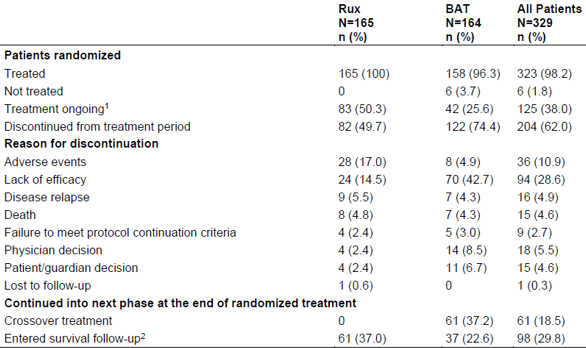 Rux BAT All Patients
N=165 N=164 N=329
n (%) n (%) n (%)
Patients randomized
Treated 165 (100) 158 (96.3) 323 (98.2)
Not treated 0 6 (3.7) 6 (1.8)
Treatment ongoing1 83 (50.3) 42 (25.6) 125 (38.0)
Discontinued from treatment period 82 (49.7) 122 (74.4) 204 (62.0)
Reason for discontinuation
Adverse events 28 (17.0) 8 (4.9) 36 (10.9)
Lack of efficacy 24 (14.5) 70 (42.7) 94 (28.6)
Disease relapse 9 (5.5) 7 (4.3) 16 (4.9)
Death 8 (4.8) 7 (4.3) 15 (4.6)
Failure to meet protocol continuation criteria 4 (2.4) 5 (3.0) 9 (2.7)
Physician decision 4 (2.4) 14 (8.5) 18 (5.5)
Patient/guardian decision 4 (2.4) 11 (6.7) 15 (4.6)
Lost to follow-up 1 (0.6) 0 1 (0.3)
Continued into next phase at the end of randomized treatment
Crossover treatment 0 61 (37.2) 61 (18.5)
Entered survival follow-up2 61 (37.0) 37 (22.6) 98 (29.8)